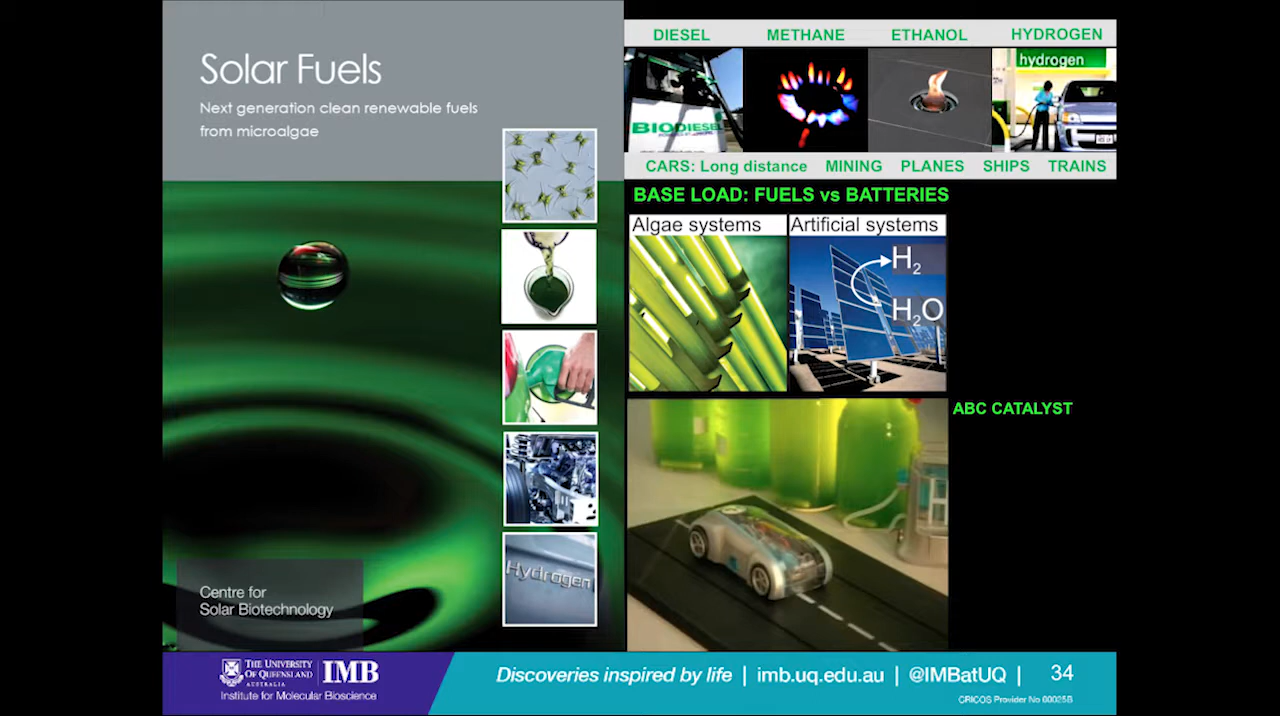 Solar Fuels
Next generation clean renewable fuels
from microalgae
Hydrogen
Centre for
Solar Biotechnology
DIESEL METHANE ETHANOL HYDROGEN
BIODIESEL
hydrogen
CARS: Long distance MINING PLANES SHIPS TRAINS
BASE LOAD: FUELS vs BATTERIES
Algae systems
Artificial systems
H₂
H₂O
ABC CATALYST
THE UNIVERSITY
OF QUEENSLAND
AUSTRALIA
IMB
Institute for Molecular Bioscience
Discoveries inspired by life | imb.uq.edu.au | @IMBatUQ | 34
CRICOS Provider No 00025B